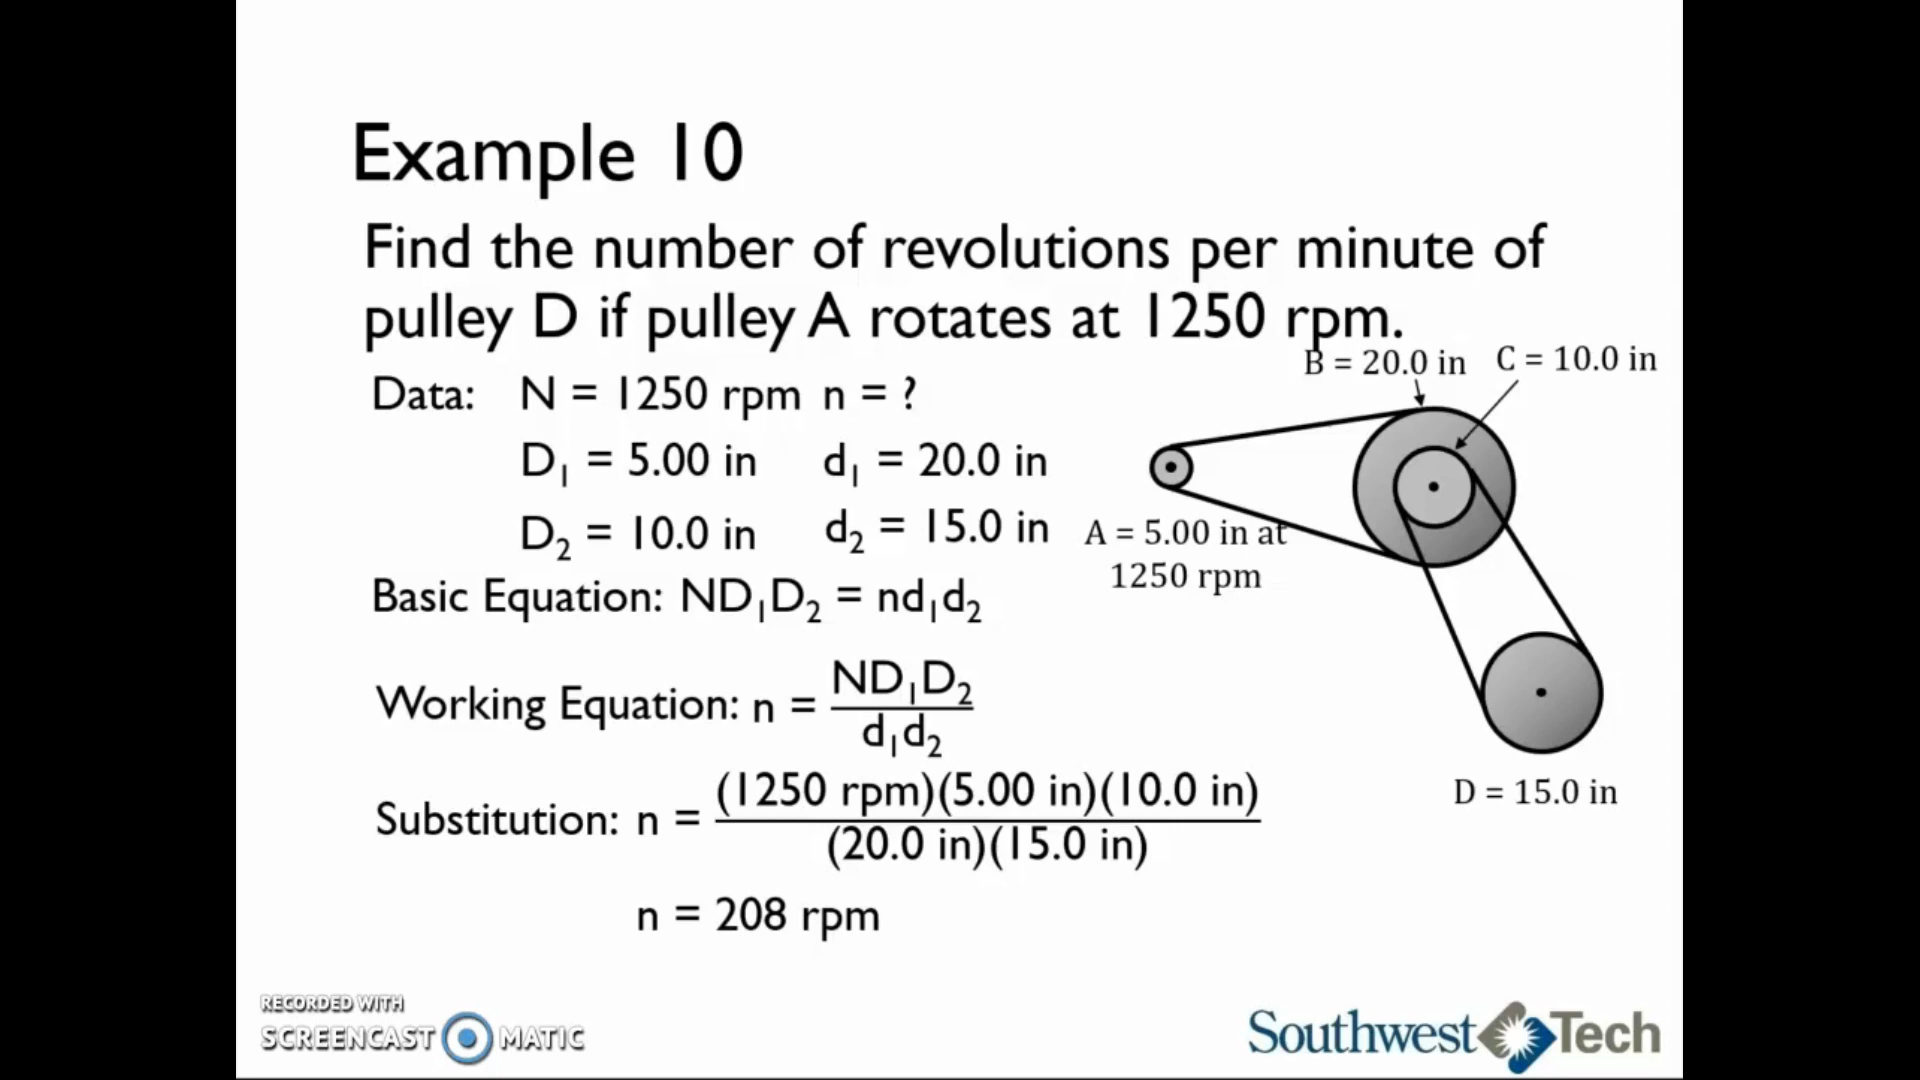 Example 10
Find the number of revolutions per minute of
pulley D if pulley A rotates at 1250 rpm.
B = 20.0 in C = 10.0 in
Data: N = 1250 rpm n = ?
D₁ = 5.00 in d₁ = 20.0 in
D₂ = 10.0 in d₂ = 15.0 in
A = 5.00 in at
1250 rpm
Basic Equation: ND₁D₂ = nd₁d₂
Working Equation: n = ND₁D₂
d₁d₂
Substitution: n = (1250 rpm)(5.00 in)(10.0 in)
(20.0 in)(15.0 in)
D = 15.0 in
n = 208 rpm
RECORDED WITH
SCREENCAST MATIC
Southwest Tech